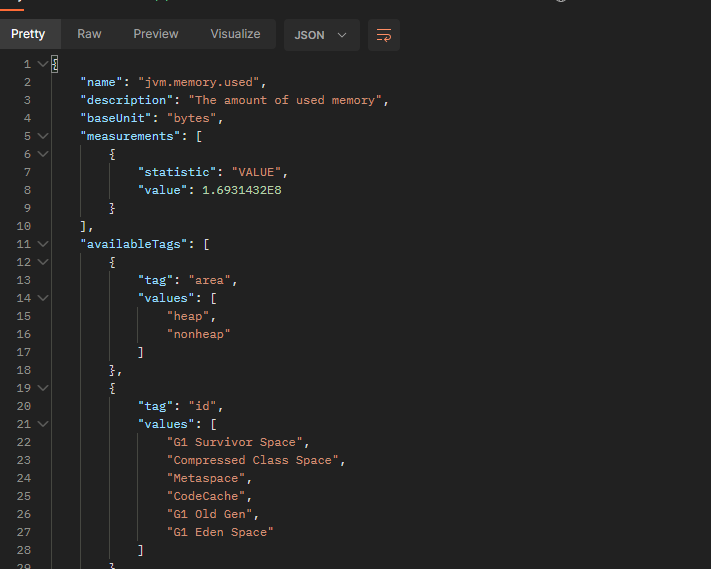 Pretty Raw Preview Visualize JSON
1 {
2 "name": "jvm.memory.used",
3 "description": "The amount of used memory",
4 "baseUnit": "bytes",
5 "measurements": [
6 {
7 "statistic": "VALUE",
8 "value": 1.6931432E8
9 }
10 ],
11 "availableTags": [
12 {
13 "tag": "area",
14 "values": [
15 "heap",
16 "nonheap"
17 ]
18 },
19 {
20 "tag": "id",
21 "values": [
22 "G1 Survivor Space",
23 "Compressed Class Space",
24 "Metaspace",
25 "CodeCache",
26 "G1 Old Gen",
27 "G1 Eden Space"
28 ]
29 }